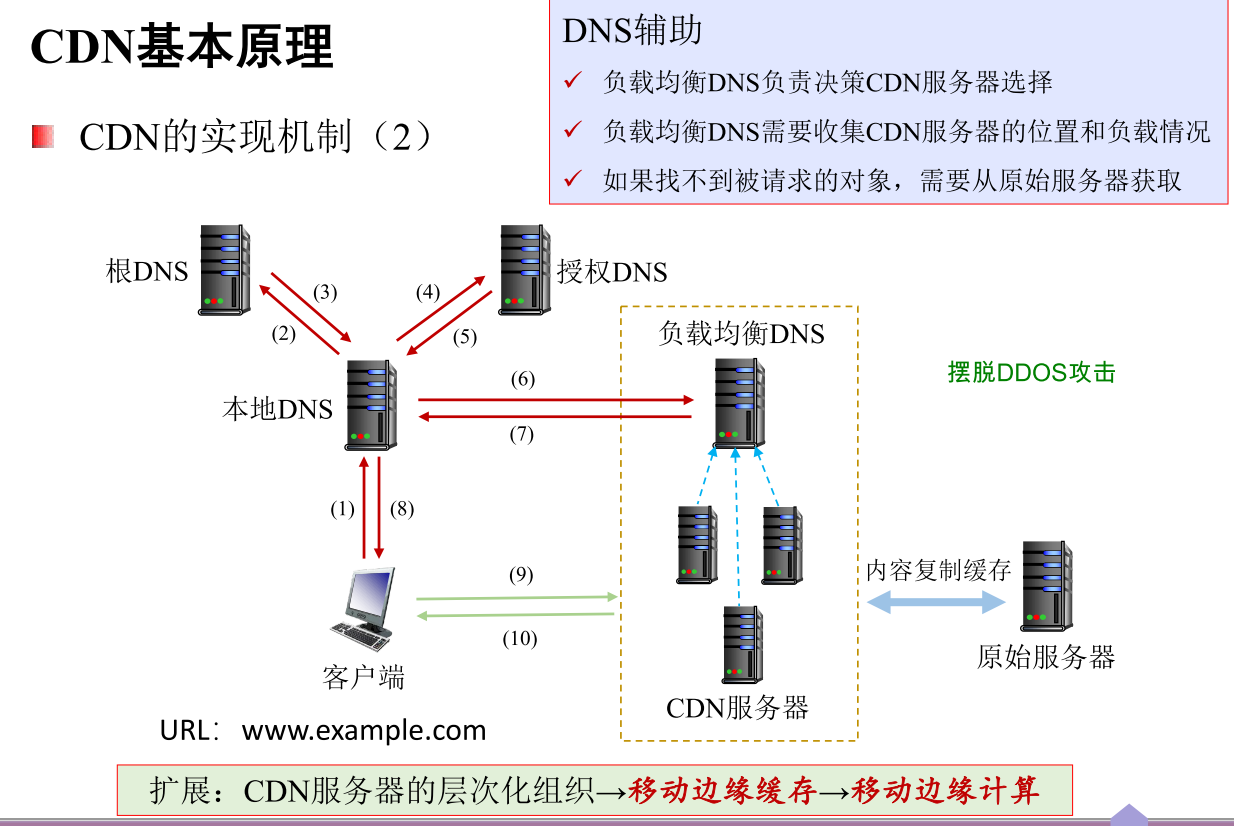 CDN基本原理
DNS辅助
负载均衡DNS负责决策CDN服务器选择
负载均衡DNS需要收集CDN服务器的位置和负载情况
如果找不到被请求的对象，需要从原始服务器获取
CDN的实现机制（2）
根DNS
(3)
(2)
(4)
(5)
授权DNS
负载均衡DNS
摆脱DDOS攻击
本地DNS
(6)
(7)
(1)
(8)
(9)
(10)
内容复制缓存
原始服务器
客户端
CDN服务器
URL： www.example.com
扩展：CDN服务器的层次化组织→移动边缘缓存→移动边缘计算